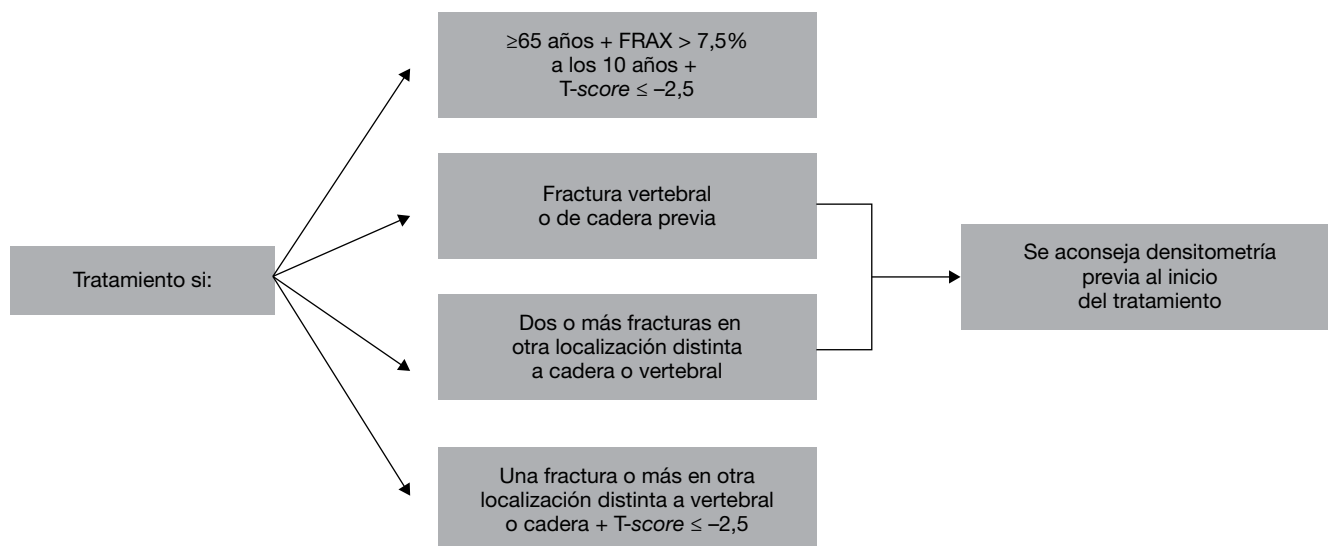 ≥65 años + FRAX > 7,5%
a los 10 años +
T-score ≤ –2,5
Fractura vertebral
o de cadera previa
Tratamiento si:
Se aconseja densitometría
previa al inicio
del tratamiento
Dos o más fracturas en
otra localización distinta
a cadera o vertebral
Una fractura o más en otra
localización distinta a vertebral
o cadera + T-score ≤ –2,5